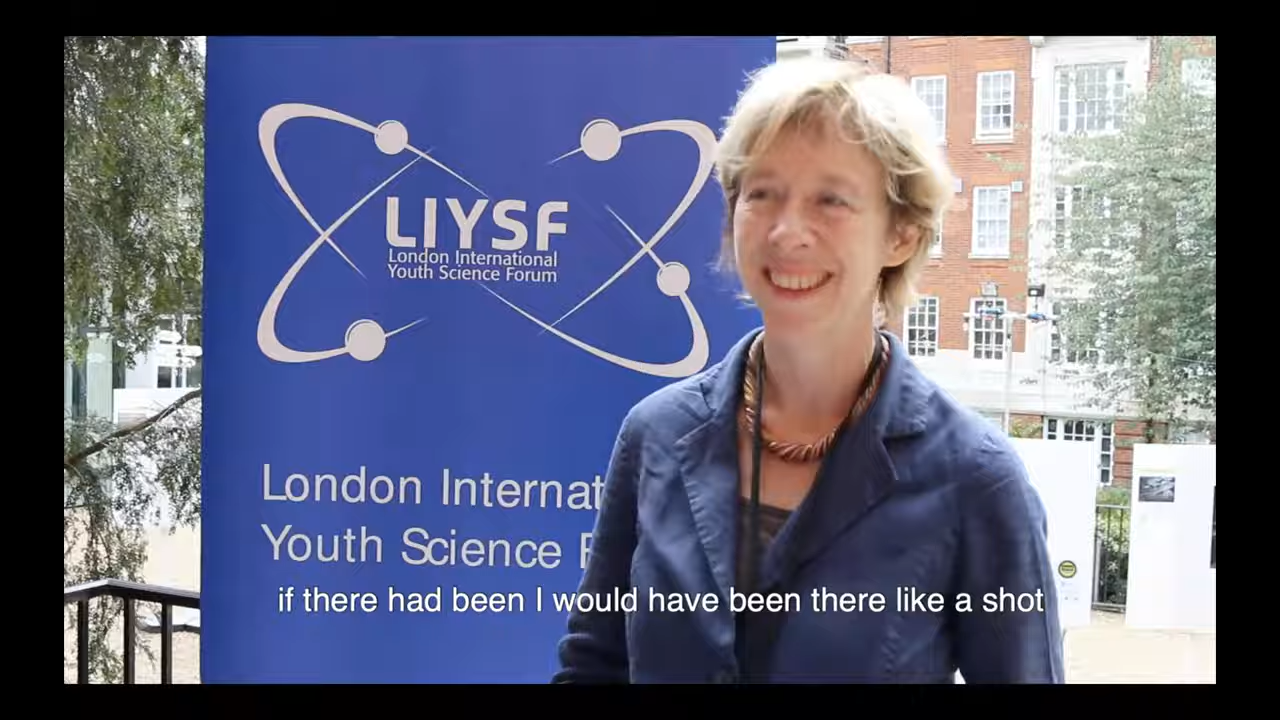 LIYSF
London International
Youth Science Forum
London Internat
Youth Science F
if there had been I would have been there like a shot